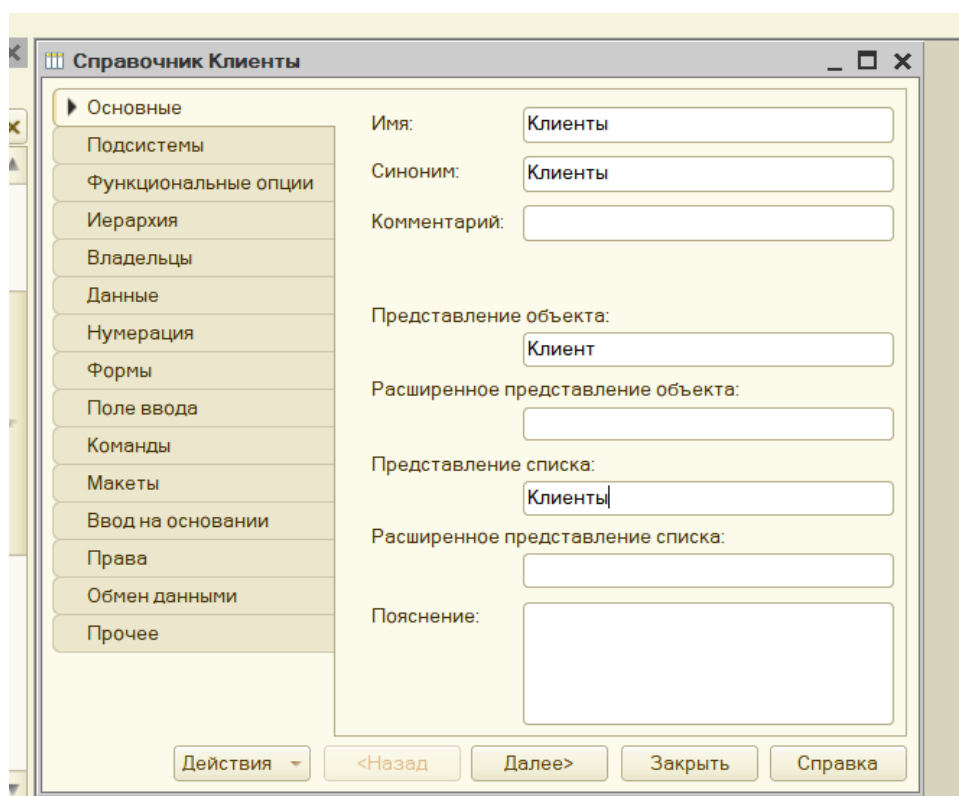 Справочник Клиенты
Основные
Подсистемы
Функциональные опции
Иерархия
Владельцы
Данные
Нумерация
Формы
Поле ввода
Команды
Макеты
Ввод на основании
Права
Обмен данными
Прочее
Имя: Клиенты
Синоним: Клиенты
Комментарий:
Представление объекта:
Клиент
Расширенное представление объекта:
Представление списка:
Клиенты
Расширенное представление списка:
Пояснение:
Действия <Назад Далее> Закрыть Справка